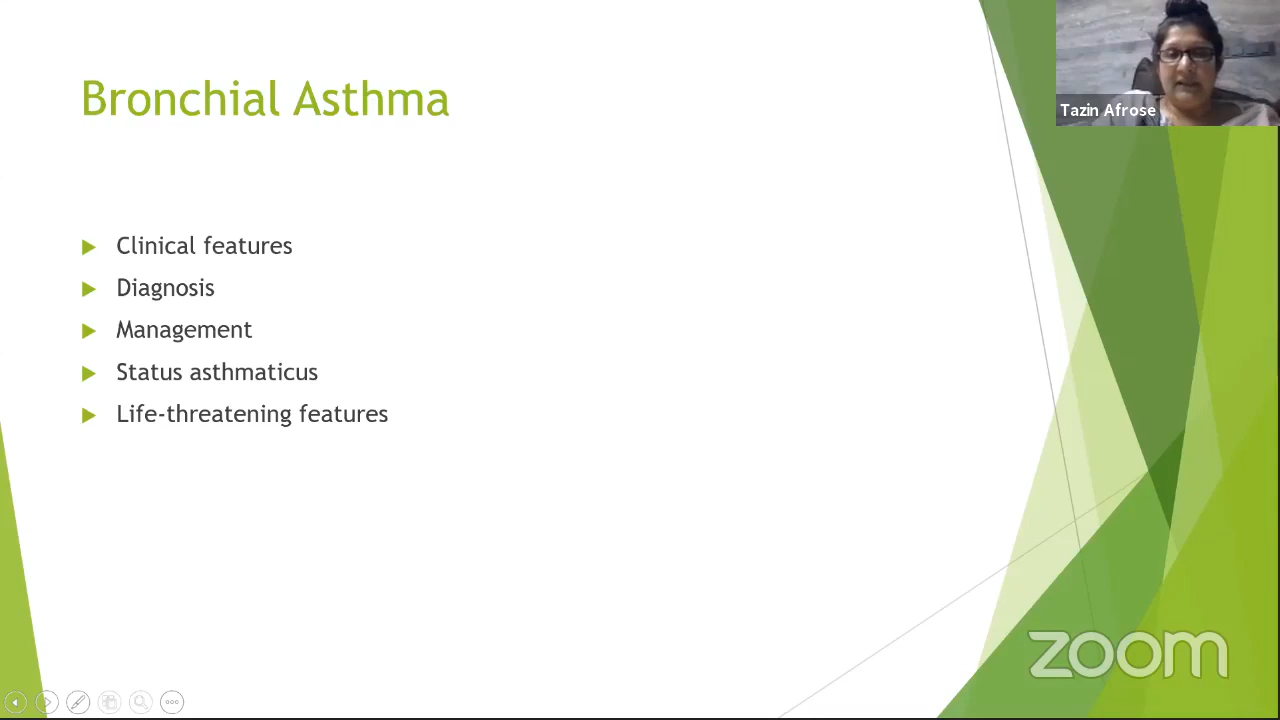 Bronchial Asthma
Tazin Afrose
Clinical features
Diagnosis
Management
Status asthmaticus
Life-threatening features
zoom